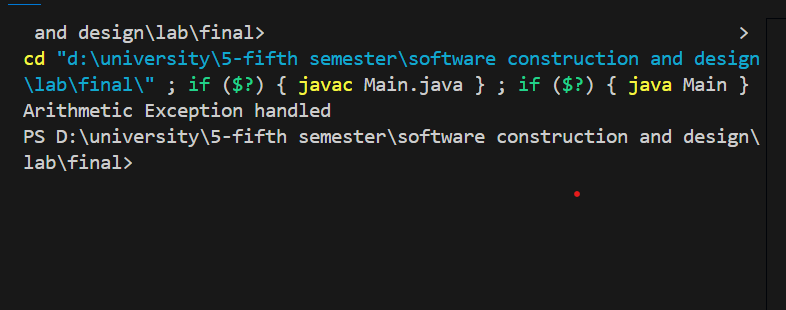 and design\lab\final> >
cd "d:\university\5-fifth semester\software construction and design
\lab\final\" ; if ($?) { javac Main.java } ; if ($?) { java Main }
Arithmetic Exception handled
PS D:\university\5-fifth semester\software construction and design\
lab\final>